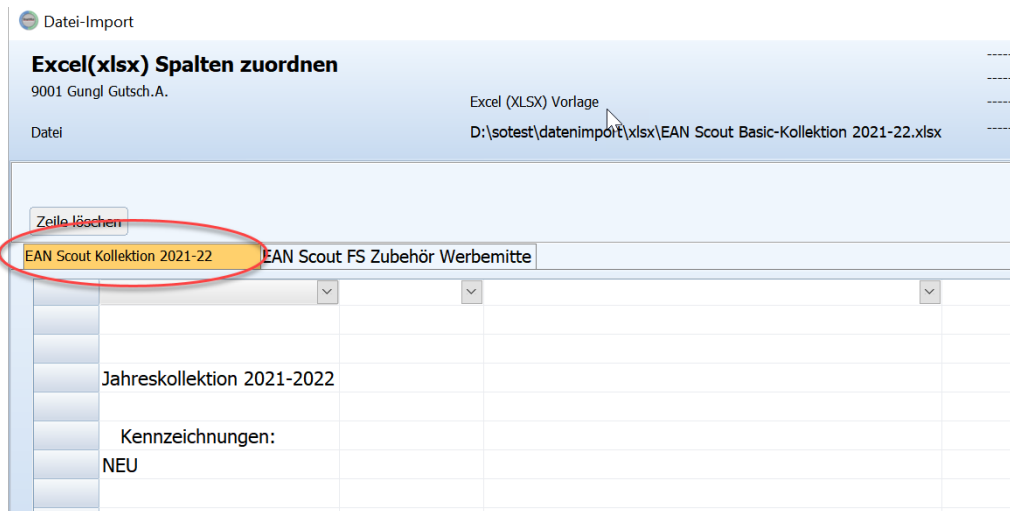 Datei-Import
Excel(xlsx) Spalten zuordnen
9001 Gungl Gutsch.A.
Excel (XLSX) Vorlage
Datei
D:\sotest\datenimport\xlsx\EAN Scout Basic-Kollektion 2021-22.xlsx
Zeile löschen
EAN Scout Kollektion 2021-22
EAN Scout FS Zubehör Werbemitte
Jahreskollektion 2021-2022
Kennzeichnungen:
NEU